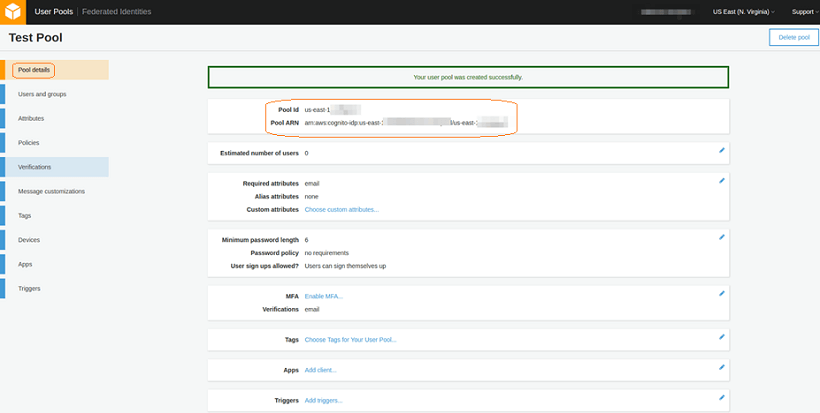 User Pools | Federated Identities
US East (N. Virginia)
Support
Test Pool
Delete pool
Pool details
Users and groups
Attributes
Policies
Verifications
Message customizations
Tags
Devices
Apps
Triggers
Your user pool was created successfully.
Pool Id us-east-1
Pool ARN arn:aws:cognito-idp:us-east- /us-east-
Estimated number of users 0
Required attributes email
Alias attributes none
Custom attributes Choose custom attributes...
Minimum password length 6
Password policy no requirements
User sign ups allowed? Users can sign themselves up
MFA Enable MFA...
Verifications email
Tags Choose Tags for Your User Pool...
Apps Add client...
Triggers Add triggers...